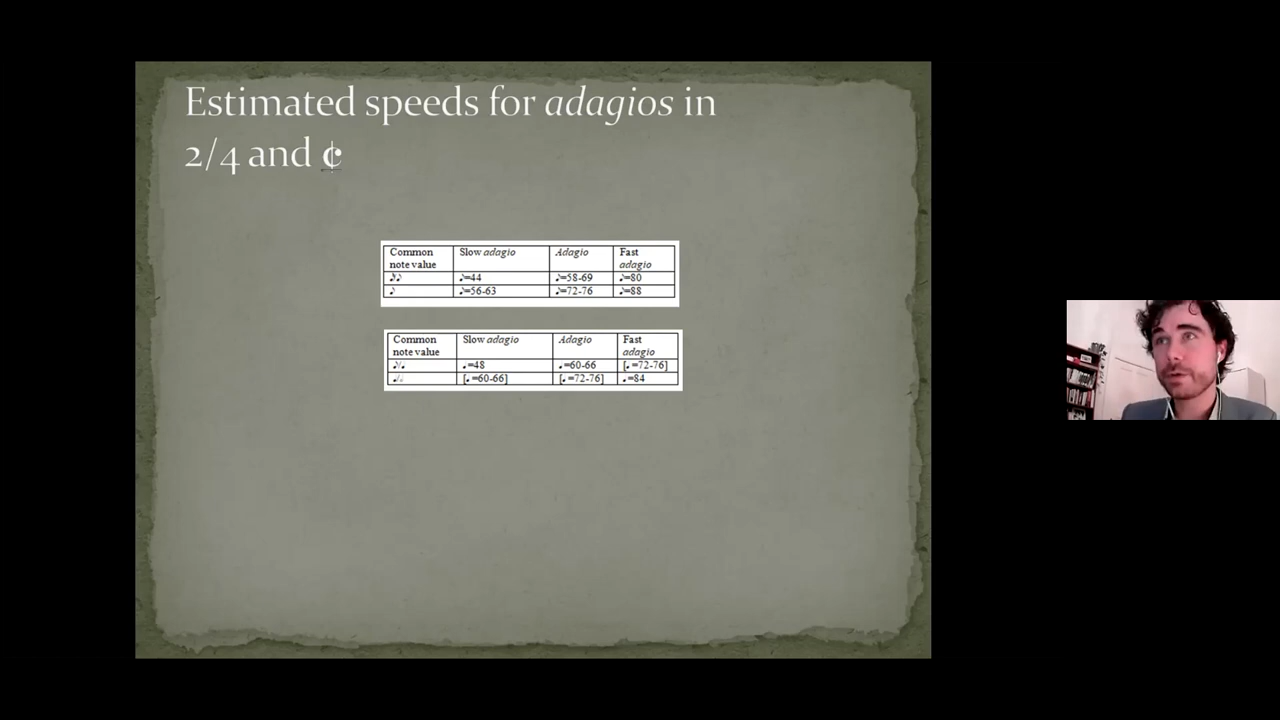 Estimated speeds for adagios in
2/4 and ¢
Common note value Slow adagio Adagio Fast adagio
♪=44 ♪=58-69 ♪=80
♪ ♪=56-63 ♪=72-76 ♪=88
Common note value Slow adagio Adagio Fast adagio
♩=48 ♩=60-66 [♩=72-76]
[♩=60-66] [♩=72-76] ♩=84